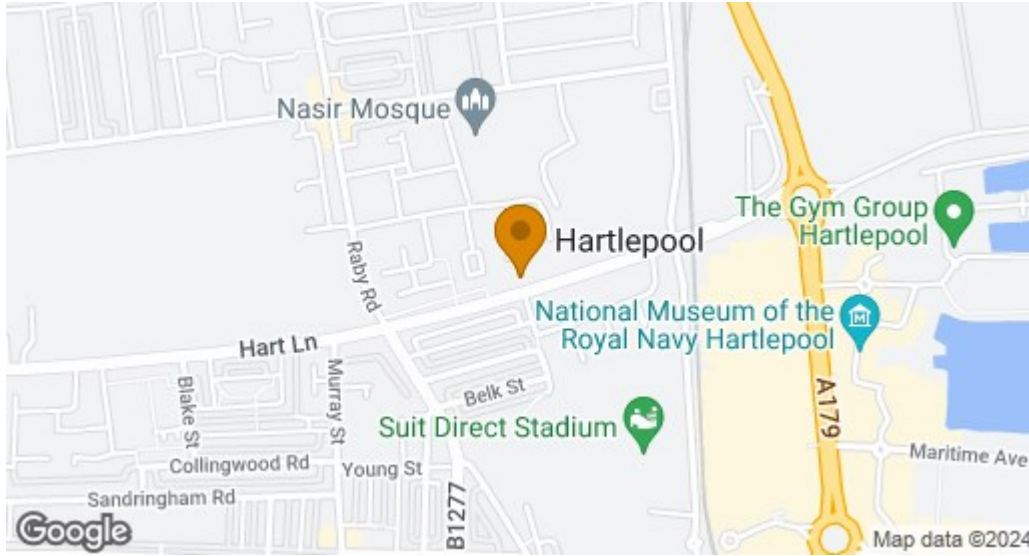 Nasir Mosque
Hartlepool
The Gym Group
Hartlepool
Raby Rd
National Museum of the
Royal Navy Hartlepool
Hart Ln
Murray St
Blake St
Belk St
A179
Suit Direct Stadium
Maritime Ave
Collingwood Rd
Young St
Sandringham Rd
B1277
Google
Map data ©2024